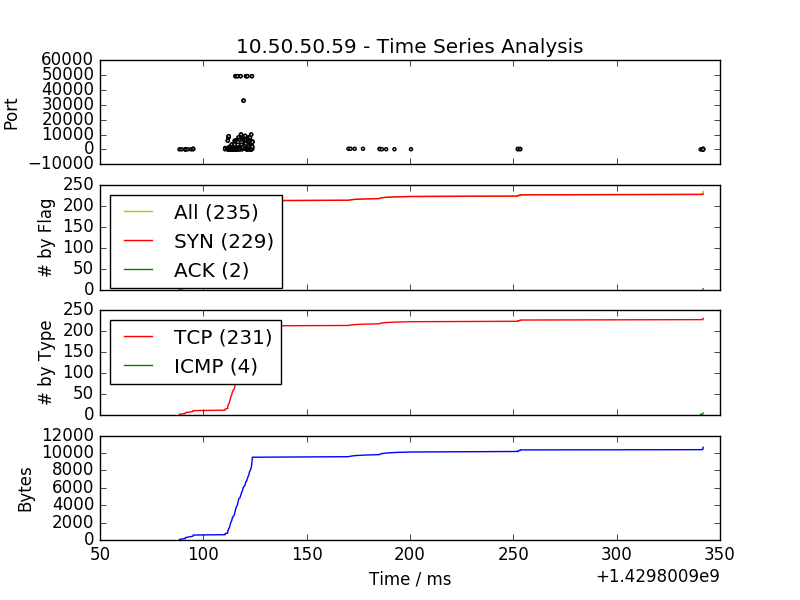 10.50.50.59 - Time Series Analysis
Port
60000
50000
40000
30000
20000
10000
0
−10000
# by Flag
250
200
150
100
50
0
All (235)
SYN (229)
ACK (2)
# by Type
250
200
150
100
50
0
TCP (231)
ICMP (4)
Bytes
12000
10000
8000
6000
4000
2000
0
50 100 150 200 250 300 350
Time / ms
+1.4298009e9